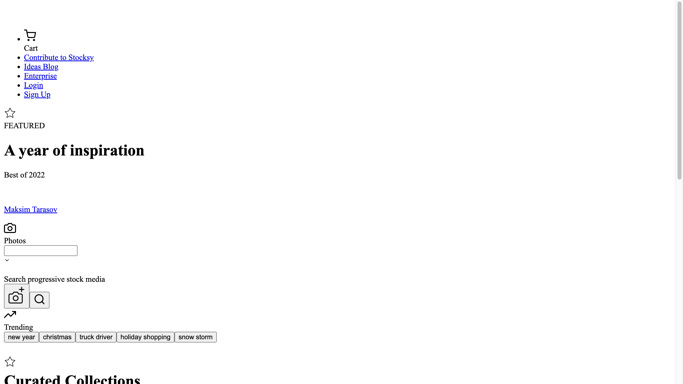 Cart
Contribute to Stocksy
Ideas Blog
Enterprise
Login
Sign Up
FEATURED
A year of inspiration
Best of 2022
Maksim Tarasov
Photos
Search progressive stock media
Trending
new year christmas truck driver holiday shopping snow storm
Curated Collections